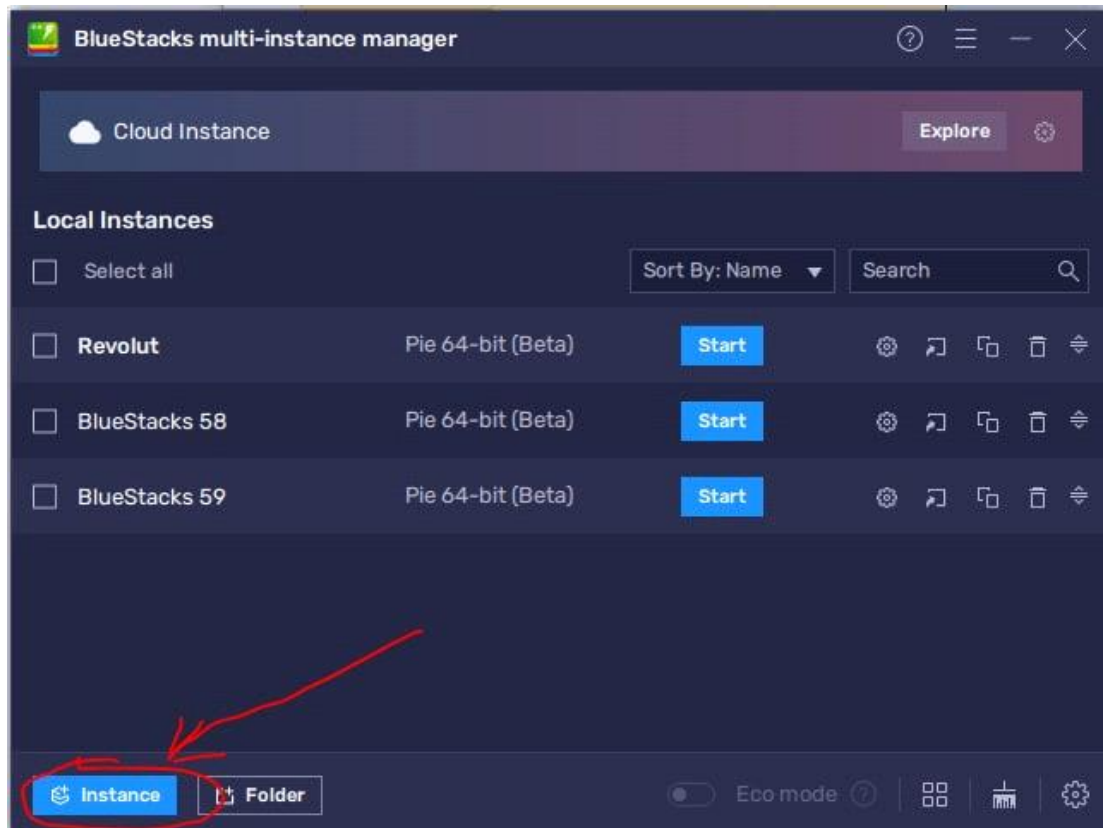 BlueStacks multi-instance manager
Cloud Instance Explore
Local Instances
Select all Sort By: Name Search
Revolut Pie 64-bit (Beta) Start
BlueStacks 58 Pie 64-bit (Beta) Start
BlueStacks 59 Pie 64-bit (Beta) Start
Instance Folder Eco mode